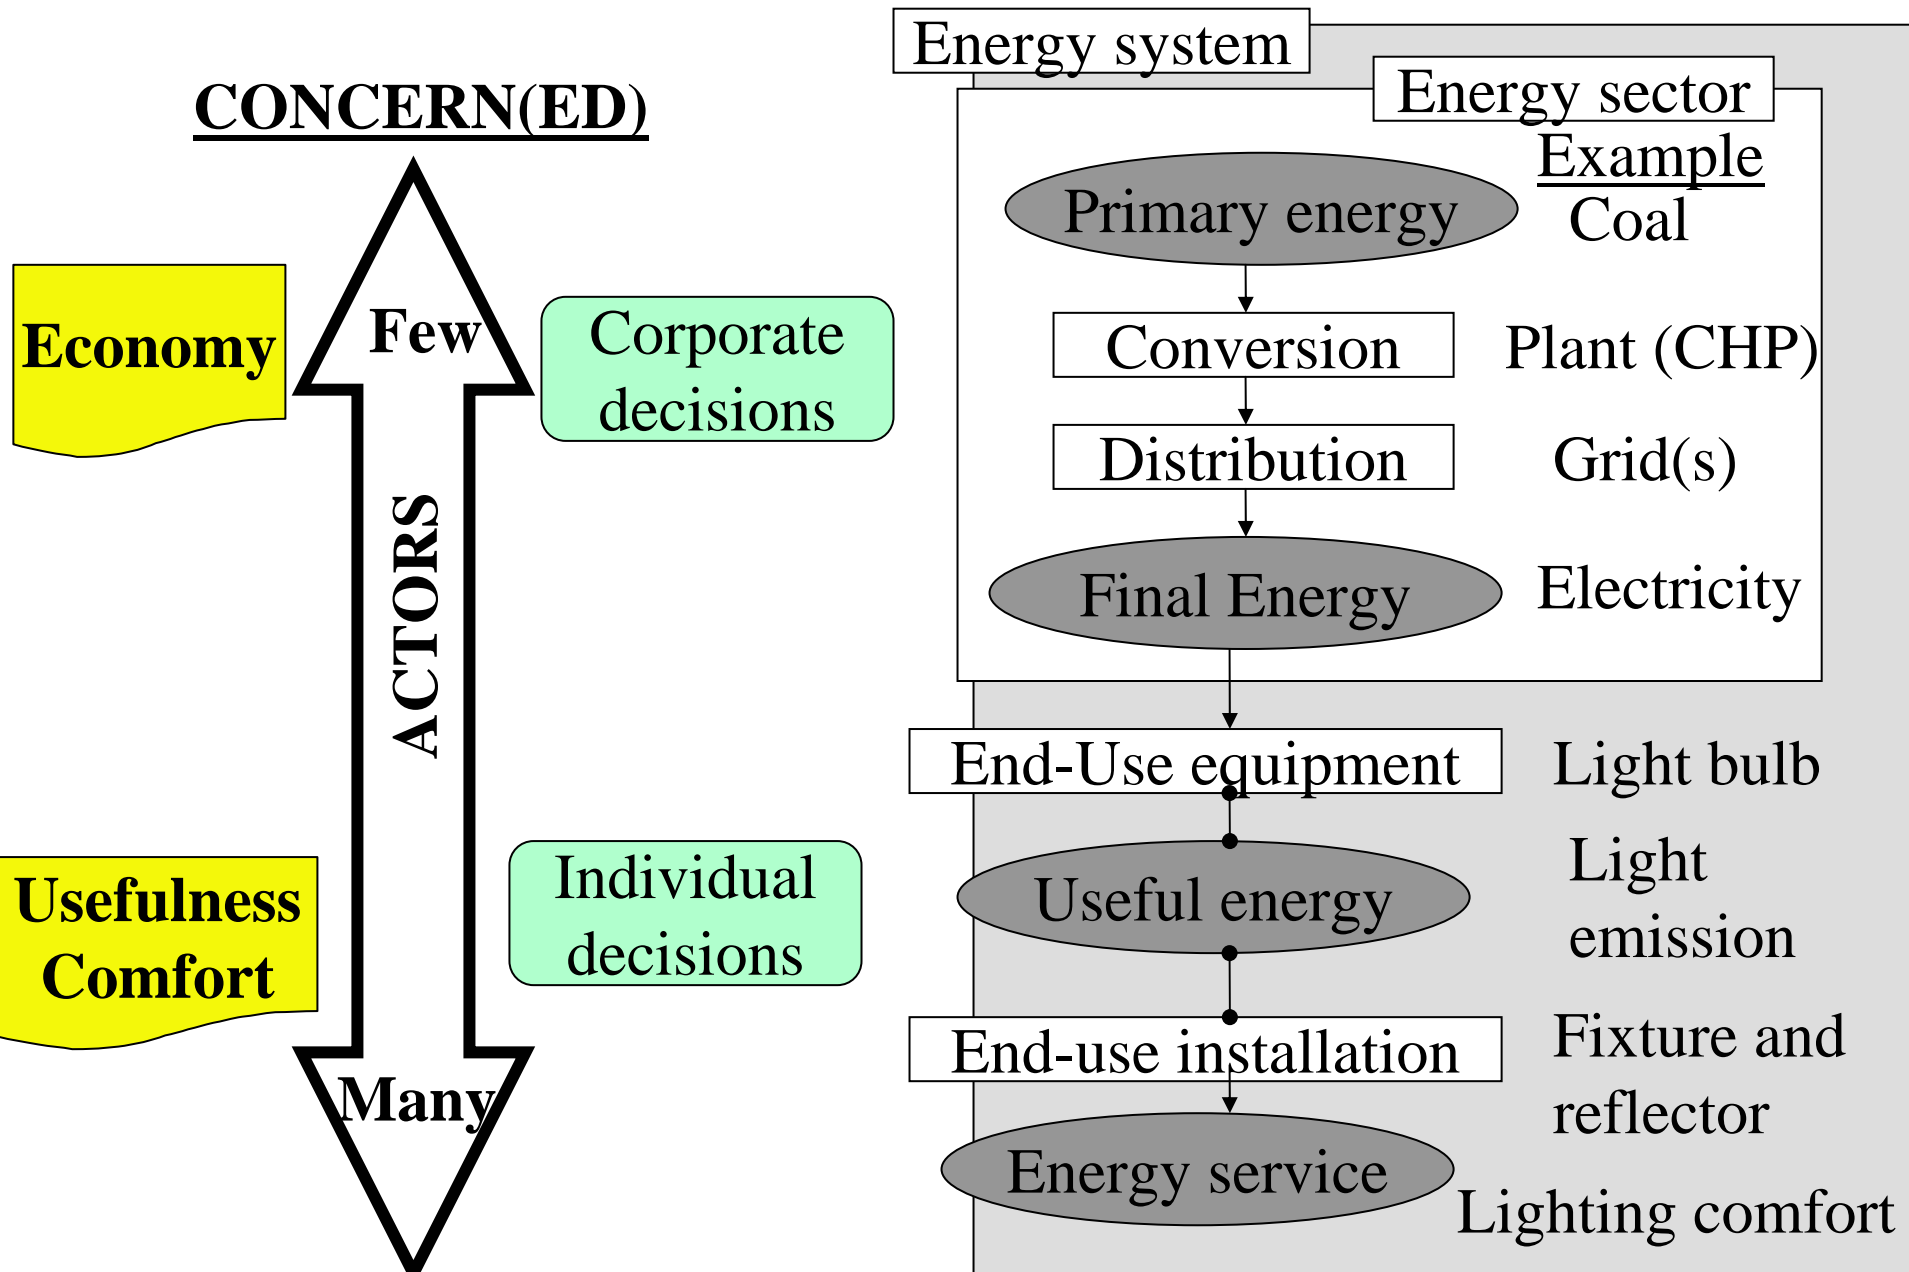 CONCERN(ED)
Economy
Few
Corporate
decisions
ACTORS
Usefulness
Comfort
Individual
decisions
Many
Energy system
Energy sector
Example
Primary energy
Coal
Conversion
Plant (CHP)
Distribution
Grid(s)
Final Energy
Electricity
End-Use equipment
Light bulb
Useful energy
Light
emission
End-use installation
Fixture and
reflector
Energy service
Lighting comfort